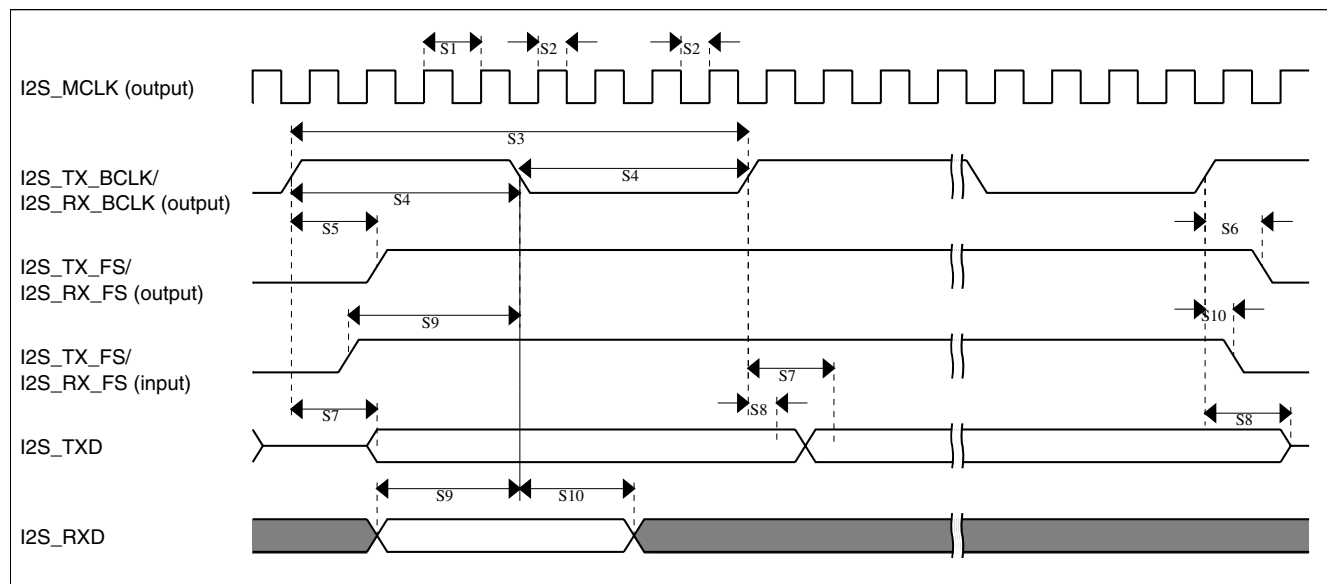 S1 S2 S2
I2S_MCLK (output)
S3
I2S_TX_BCLK/
I2S_RX_BCLK (output)
S4
S4
S5 S6
I2S_TX_FS/
I2S_RX_FS (output)
S9 S10
I2S_TX_FS/
I2S_RX_FS (input)
S7
S7 S8 S8
I2S_TXD
S9 S10
I2S_RXD